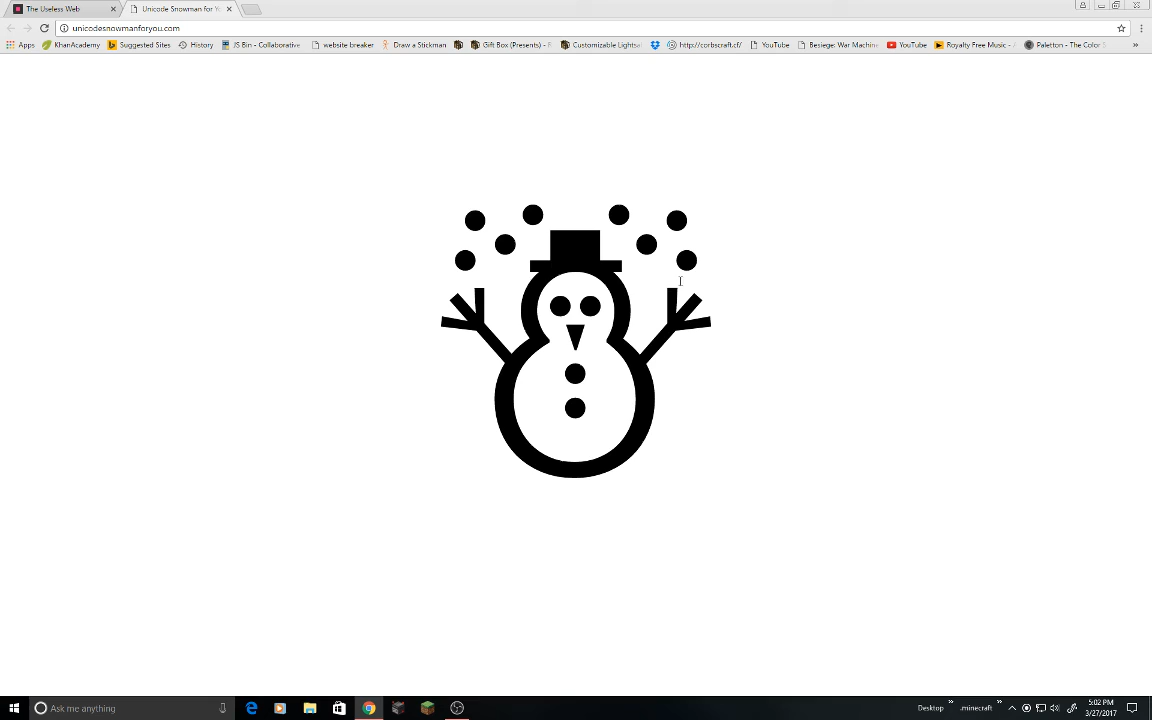 The Useless Web
Unicode Snowman for Y
unicodesnowmanforyou.com
Apps KhanAcademy Suggested Sites History JS Bin - Collaborative website breaker Draw a Stickman Gift Box (Presents) - Customizable Lightsa http://corbscraft.cf/ YouTube Besiege: War Machine YouTube Royalty Free Music - Paletton - The Color »
Ask me anything
Desktop » .minecraft »
5:02 PM
3/27/2017